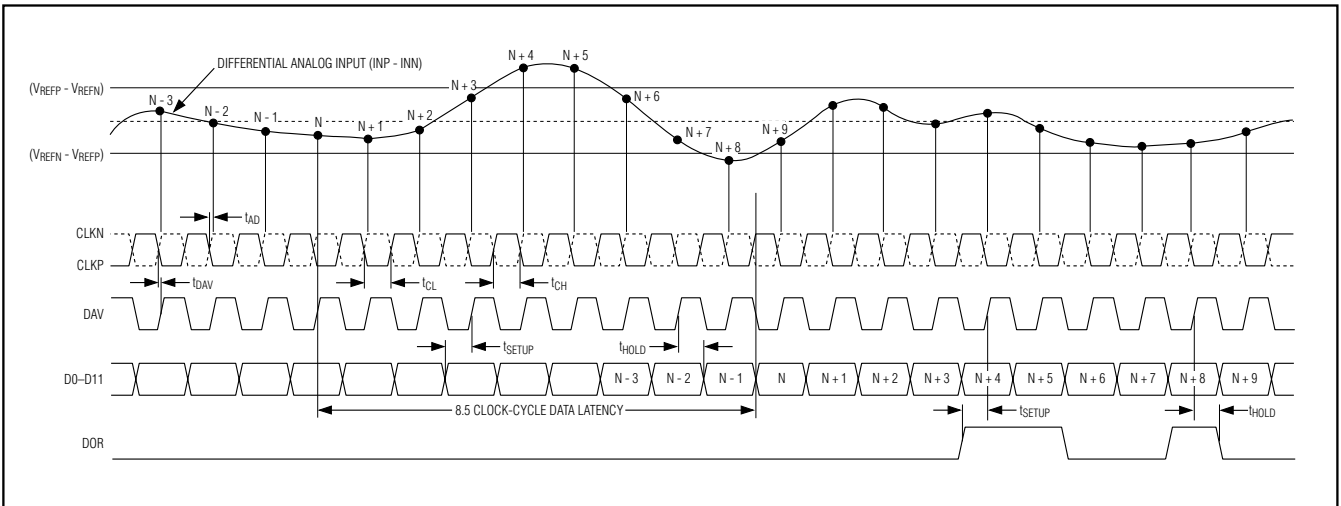 N + 4 N + 5
DIFFERENTIAL ANALOG INPUT (INP - INN)
(VREFP - VREFN)
N + 3
N - 3
N + 6
N - 2
N - 1
N
N + 2
N + 1
N + 7
N + 9
(VREFN - VREFP)
N + 8
tAD
CLKN
CLKP
tDAV
tCL
tCH
DAV
tSETUP
tHOLD
D0–D11
N - 3 N - 2 N - 1 N N + 1 N + 2 N + 3 N + 4 N + 5 N + 6 N + 7 N + 8 N + 9
8.5 CLOCK-CYCLE DATA LATENCY
tSETUP
tHOLD
DOR